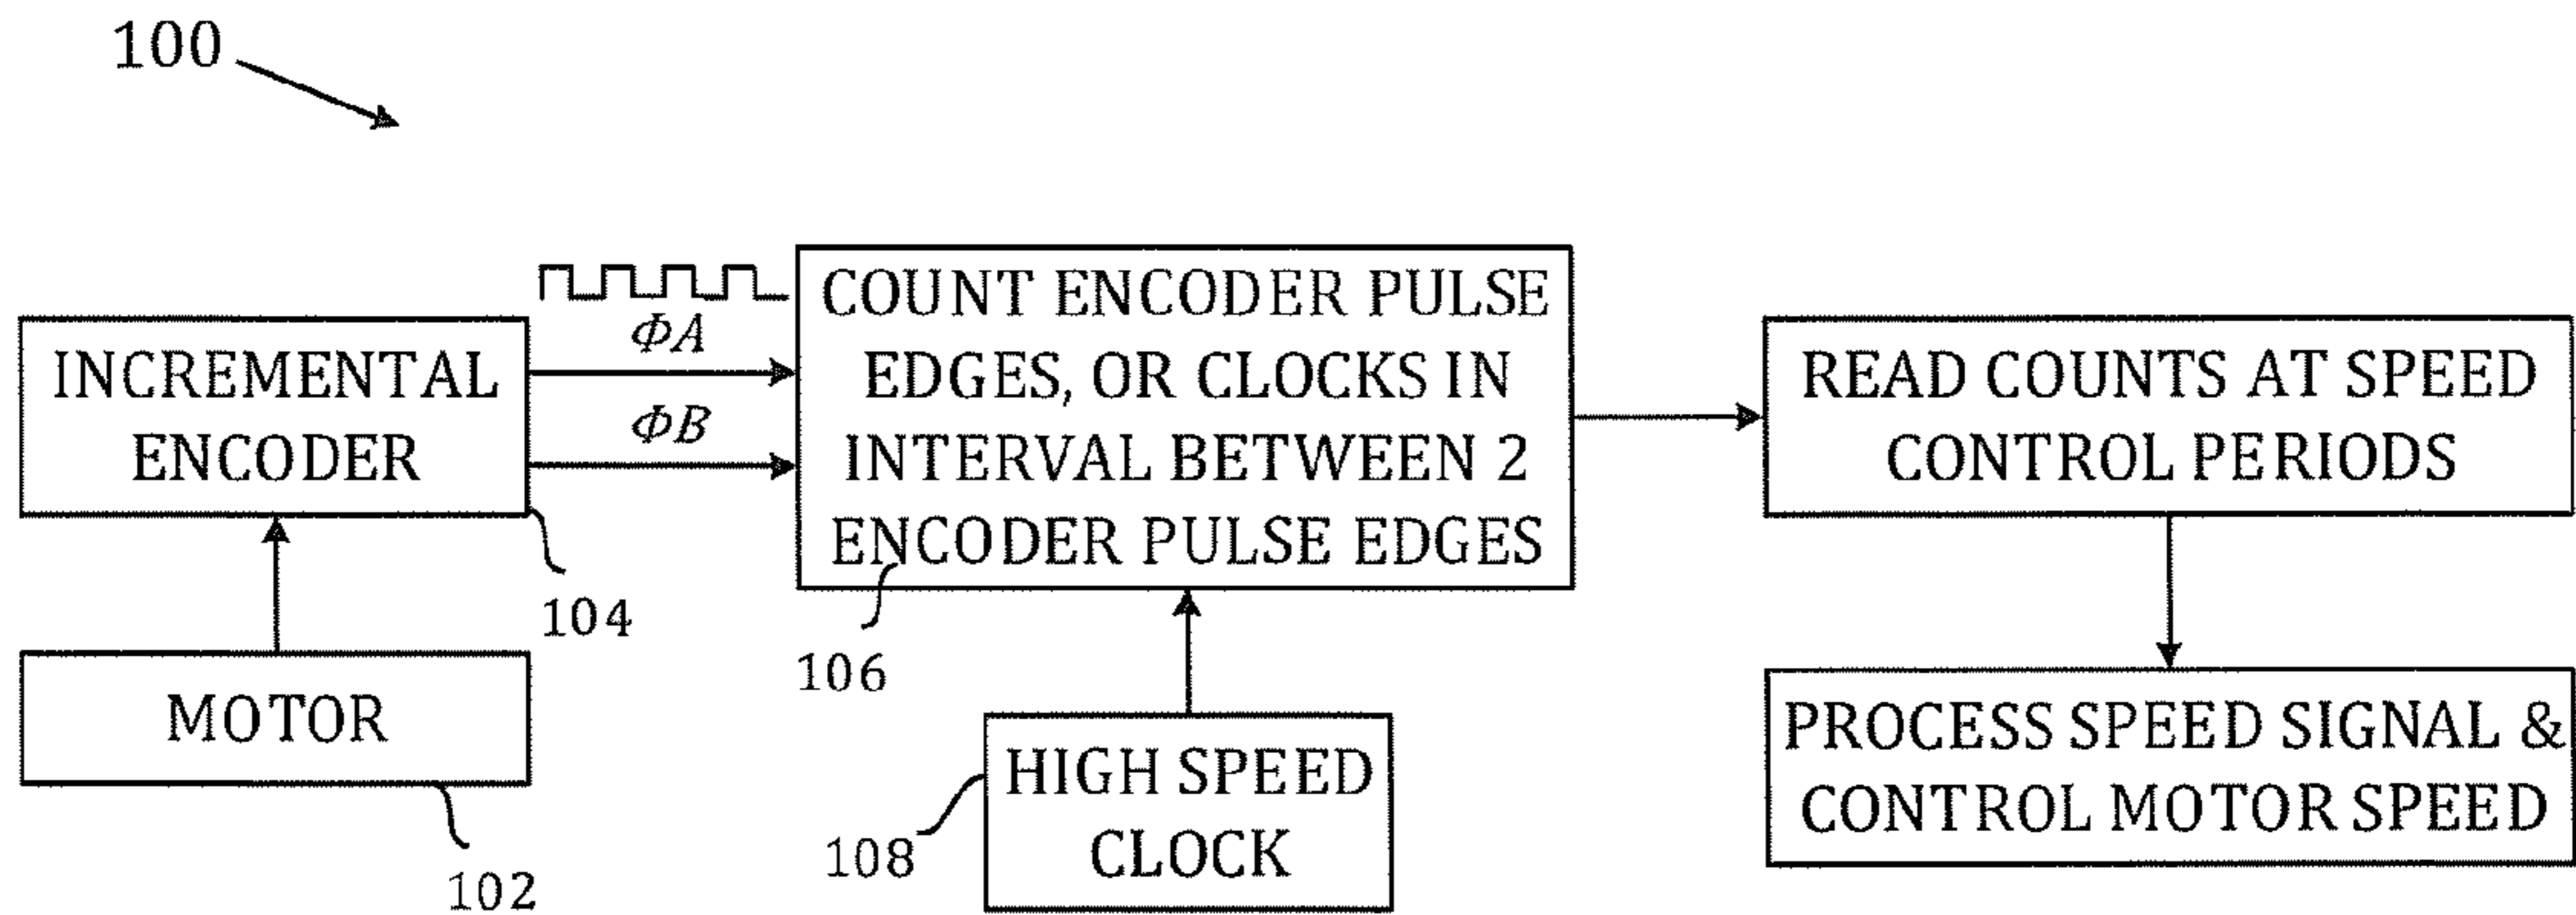 100
INCREMENTAL
ENCODER
104
MOTOR
102
ΦA
ΦB
COUNT ENCODER PULSE
EDGES, OR CLOCKS IN
INTERVAL BETWEEN 2
ENCODER PULSE EDGES
106
HIGH SPEED
CLOCK
108
READ COUNTS AT SPEED
CONTROL PERIODS
PROCESS SPEED SIGNAL &
CONTROL MOTOR SPEED